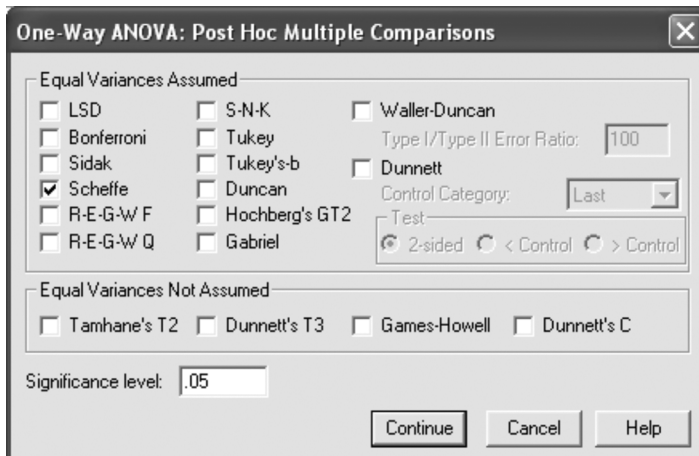 One-Way ANOVA: Post Hoc Multiple Comparisons
Equal Variances Assumed
LSD S-N-K Waller-Duncan
Bonferroni Tukey Type I/Type II Error Ratio: 100
Sidak Tukey's-b Dunnett
Scheffe Duncan Control Category: Last
R-E-G-W F Hochberg's GT2 Test
R-E-G-W Q Gabriel 2-sided < Control > Control
Equal Variances Not Assumed
Tamhane's T2 Dunnett's T3 Games-Howell Dunnett's C
Significance level: .05
Continue Cancel Help